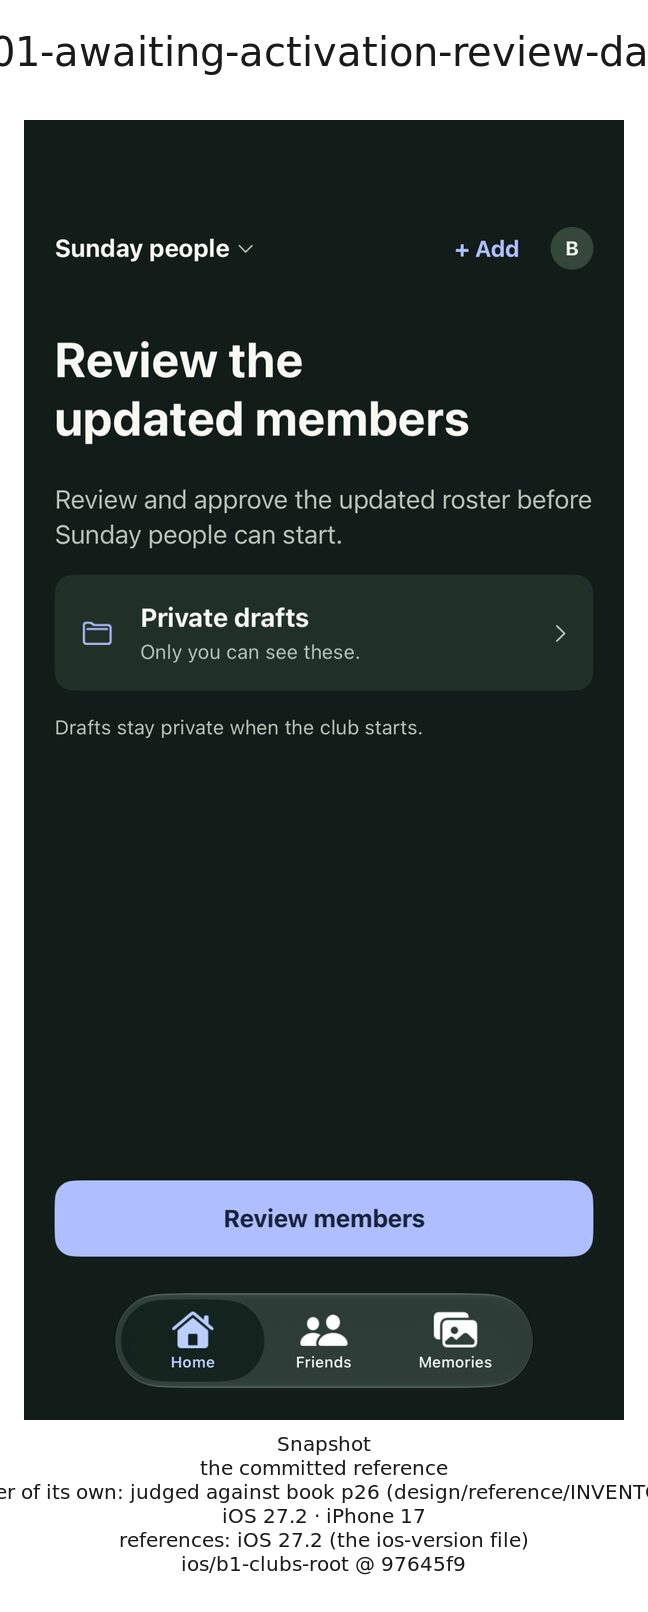 01-awaiting-activation-review-da
Sunday people
+ Add
B
Review the
updated members
Review and approve the updated roster before
Sunday people can start.
Private drafts
Only you can see these.
Drafts stay private when the club starts.
Review members
Home
Friends
Memories
Snapshot
the committed reference
er of its own: judged against book p26 (design/reference/INVENTO
iOS 27.2 · iPhone 17
references: iOS 27.2 (the ios-version file)
ios/b1-clubs-root @ 97645f9